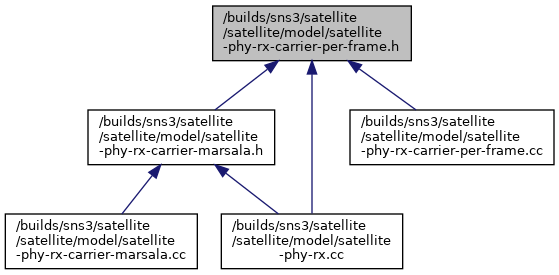 /builds/sns3/satellite
/satellite/model/satellite
-phy-rx-carrier-per-frame.h
/builds/sns3/satellite
/satellite/model/satellite
-phy-rx-carrier-marsala.h
/builds/sns3/satellite
/satellite/model/satellite
-phy-rx-carrier-per-frame.cc
/builds/sns3/satellite
/satellite/model/satellite
-phy-rx-carrier-marsala.cc
/builds/sns3/satellite
/satellite/model/satellite
-phy-rx.cc